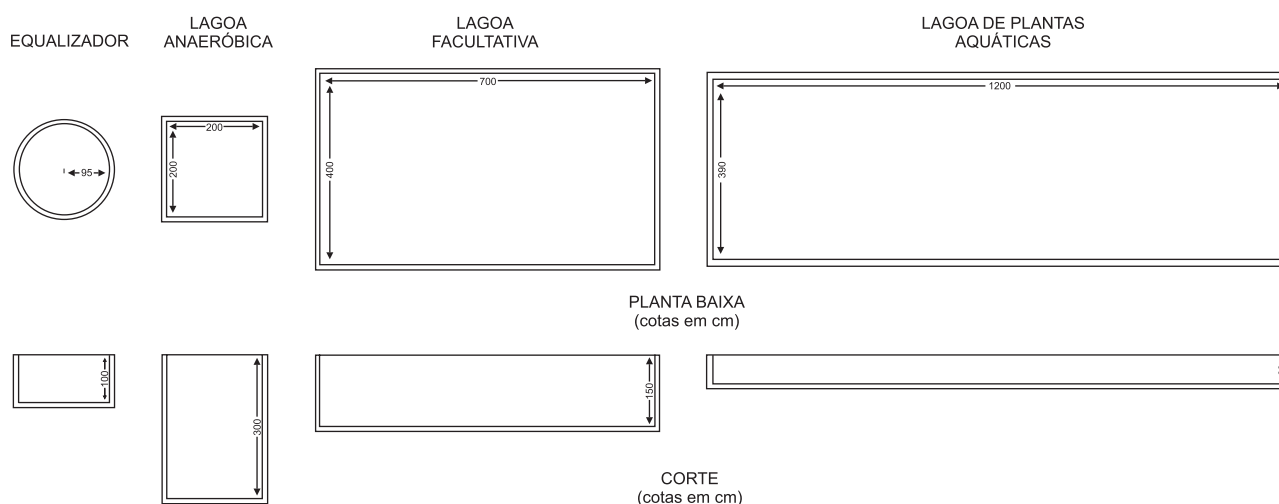 EQUALIZADOR
LAGOA
ANAERÓBICA
LAGOA
FACULTATIVA
LAGOA DE PLANTAS
AQUÁTICAS
95
200
200
700
400
1200
390
PLANTA BAIXA
(cotas em cm)
100
300
150
CORTE
(cotas em cm)